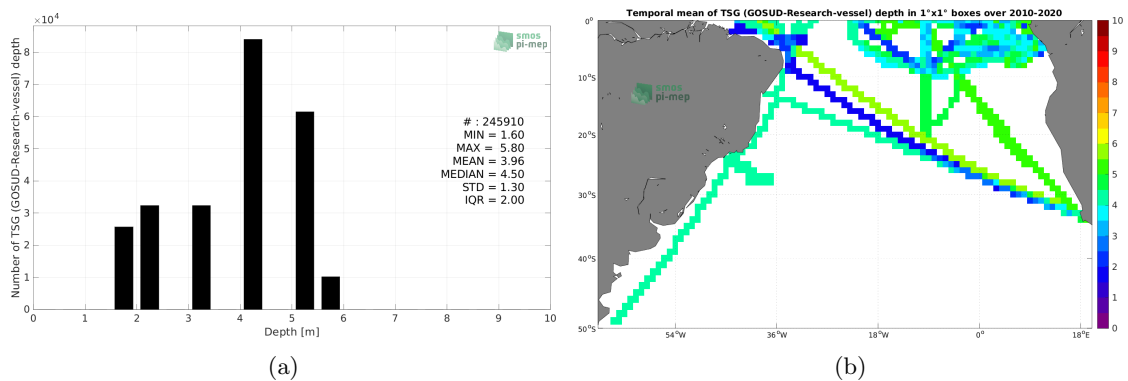 ×10⁴
8
7
6
5
4
3
2
1
0
Number of TSG (GOSUD-Research-vessel) depth
smos
pi-mep
# : 245910
MIN = 1.60
MAX = 5.80
MEAN = 3.96
MEDIAN = 4.50
STD = 1.30
IQR = 2.00
0 1 2 3 4 5 6 7 8 9 10
Depth [m]
(a)
Temporal mean of TSG (GOSUD-Research-vessel) depth in 1°x1° boxes over 2010-2020
0°
10°S
20°S
30°S
40°S
50°S
smos
pi-mep
54°W 36°W 18°W 0° 18°E
10
9
8
7
6
5
4
3
2
1
0
(b)